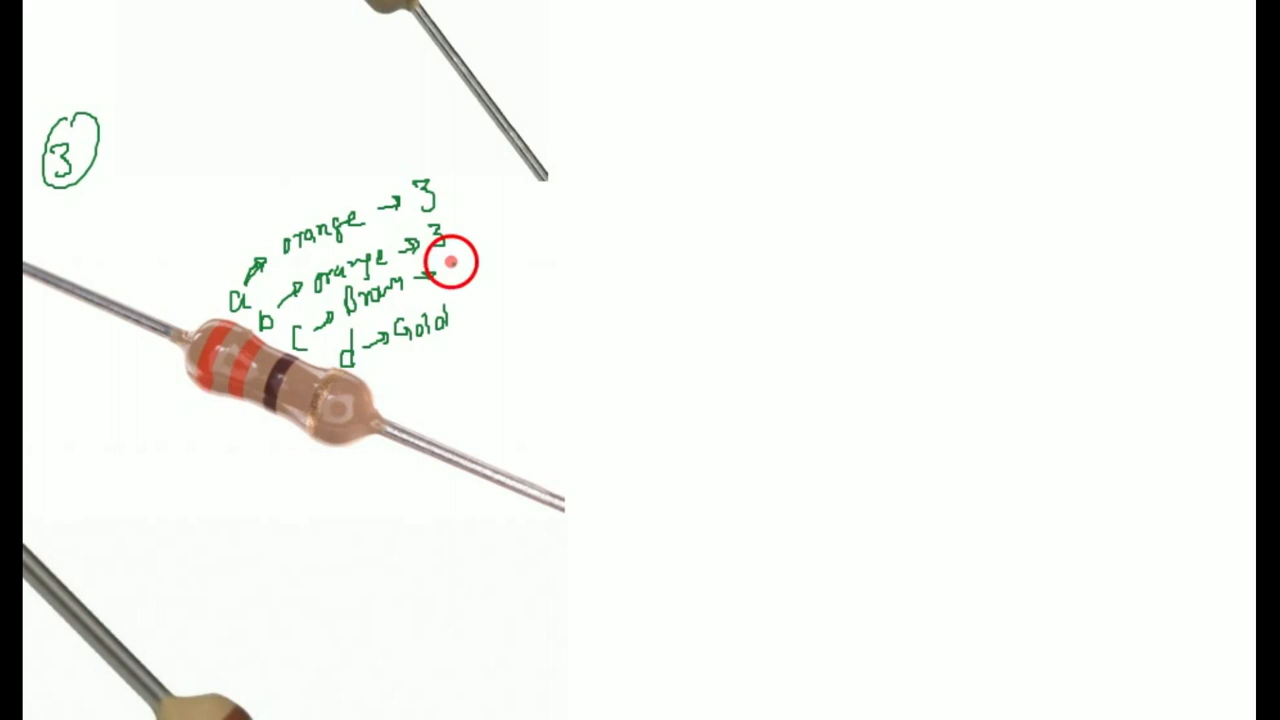 3
a → orange → 3
b → orange → 3
c → Brown →
d → Gold